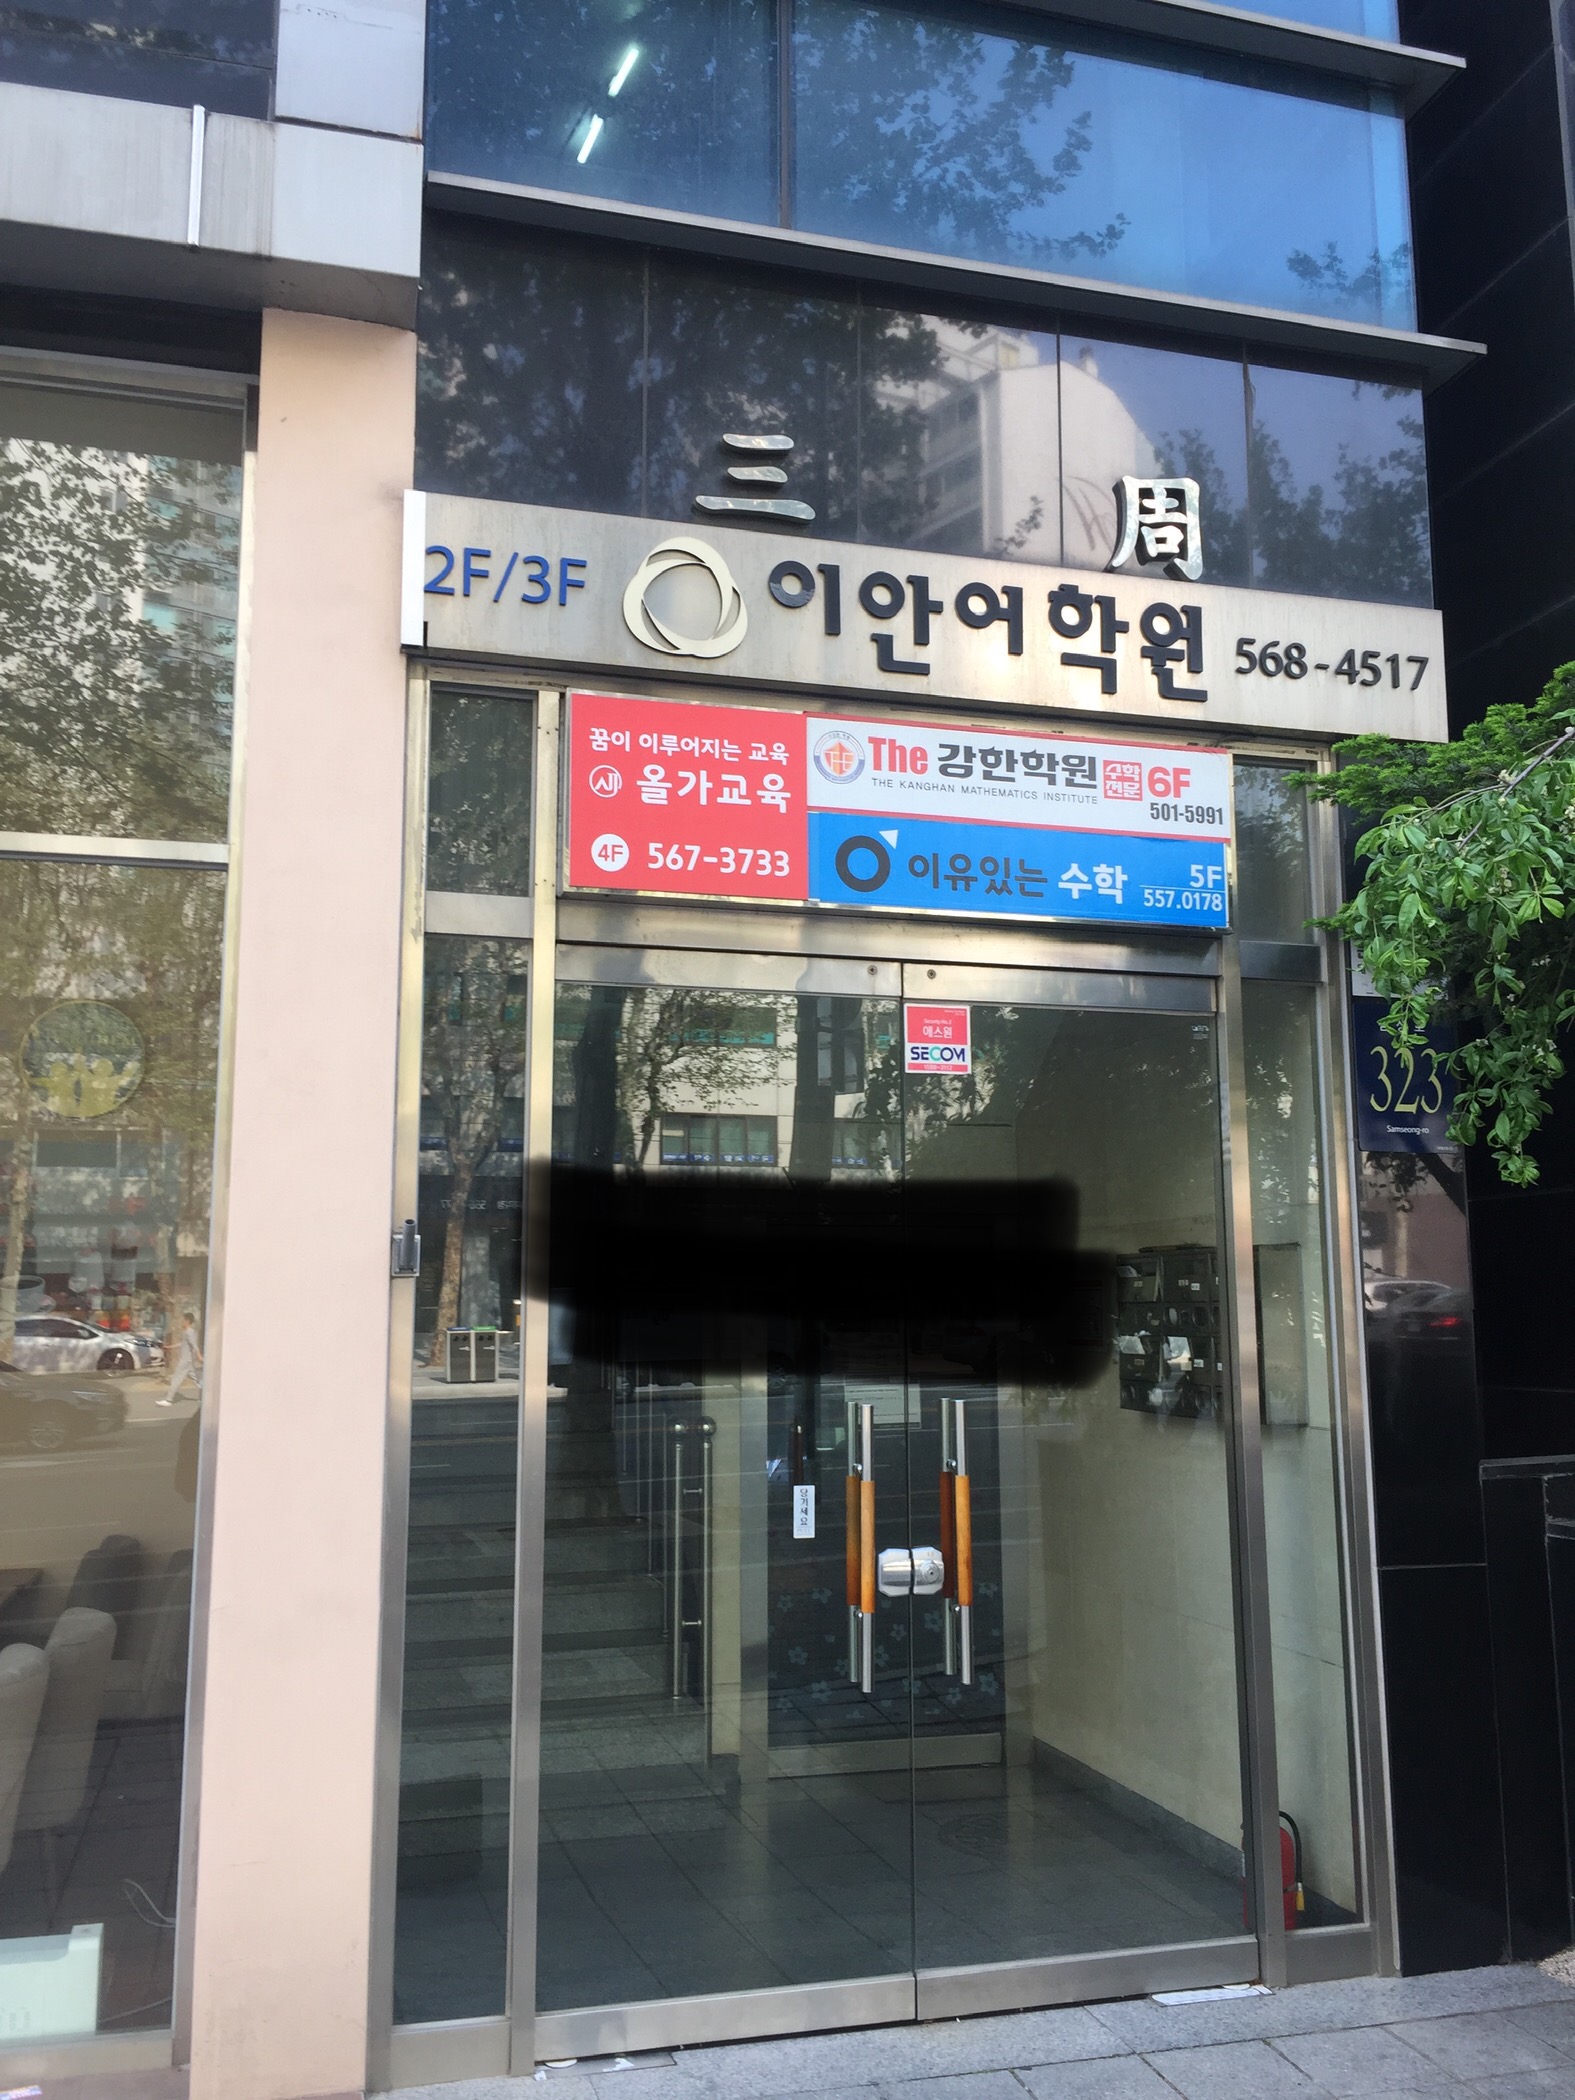 三 周
2F/3F 이안어학원 568-4517
꿈이 이루어지는 교육
올가교육
4F 567-3733
The 강한학원 수학전문 6F
THE KANGHAN MATHEMATICS INSTITUTE
501-5991
이유있는 수학 5F
557.0178
에스원
SECOM
323
Samseong-ro
당기세요